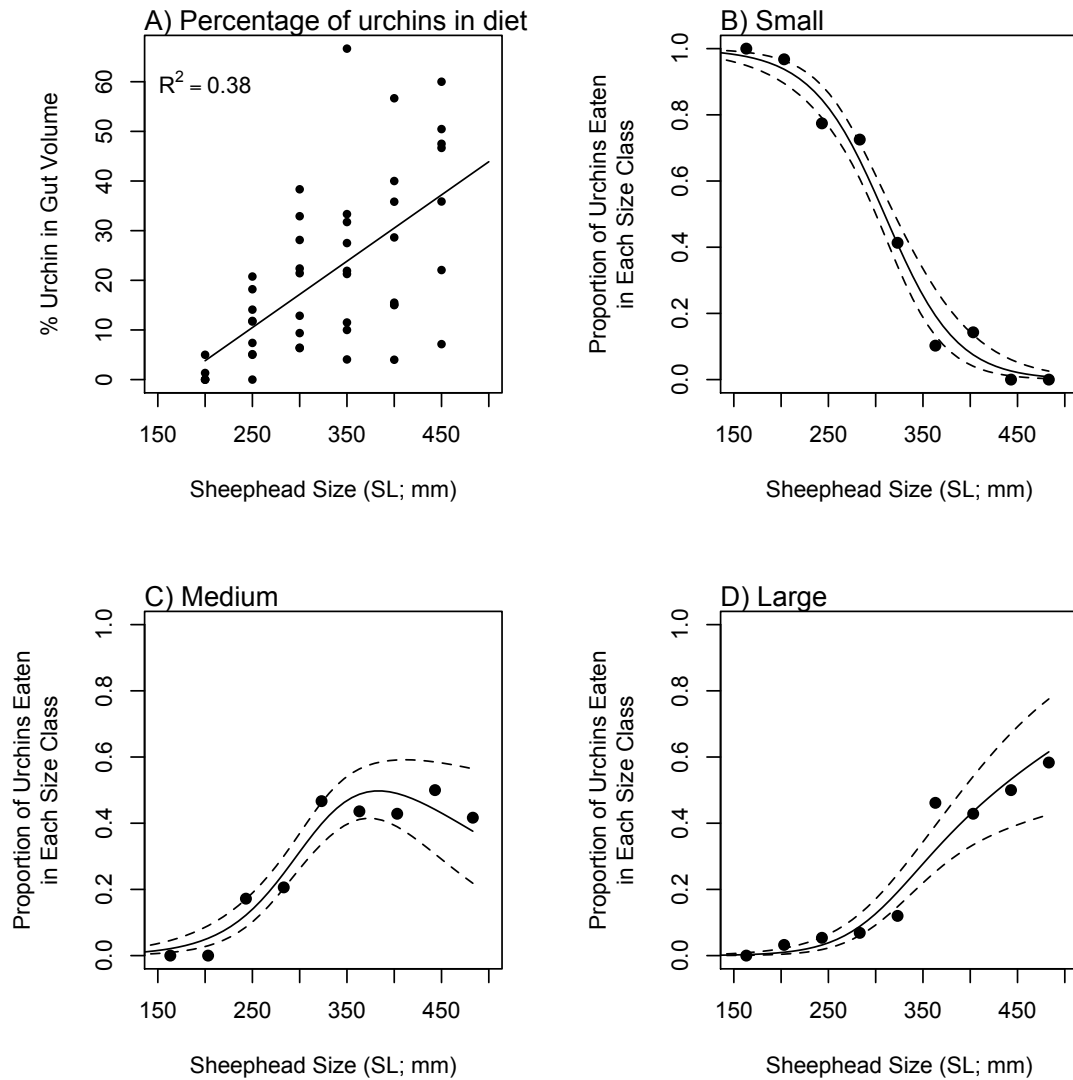 A) Percentage of urchins in diet
R² = 0.38
% Urchin in Gut Volume
0
10
20
30
40
50
60
150
250
350
450
Sheephead Size (SL; mm)
B) Small
Proportion of Urchins Eaten
in Each Size Class
0.0
0.2
0.4
0.6
0.8
1.0
150
250
350
450
Sheephead Size (SL; mm)
C) Medium
Proportion of Urchins Eaten
in Each Size Class
0.0
0.2
0.4
0.6
0.8
1.0
150
250
350
450
Sheephead Size (SL; mm)
D) Large
Proportion of Urchins Eaten
in Each Size Class
0.0
0.2
0.4
0.6
0.8
1.0
150
250
350
450
Sheephead Size (SL; mm)